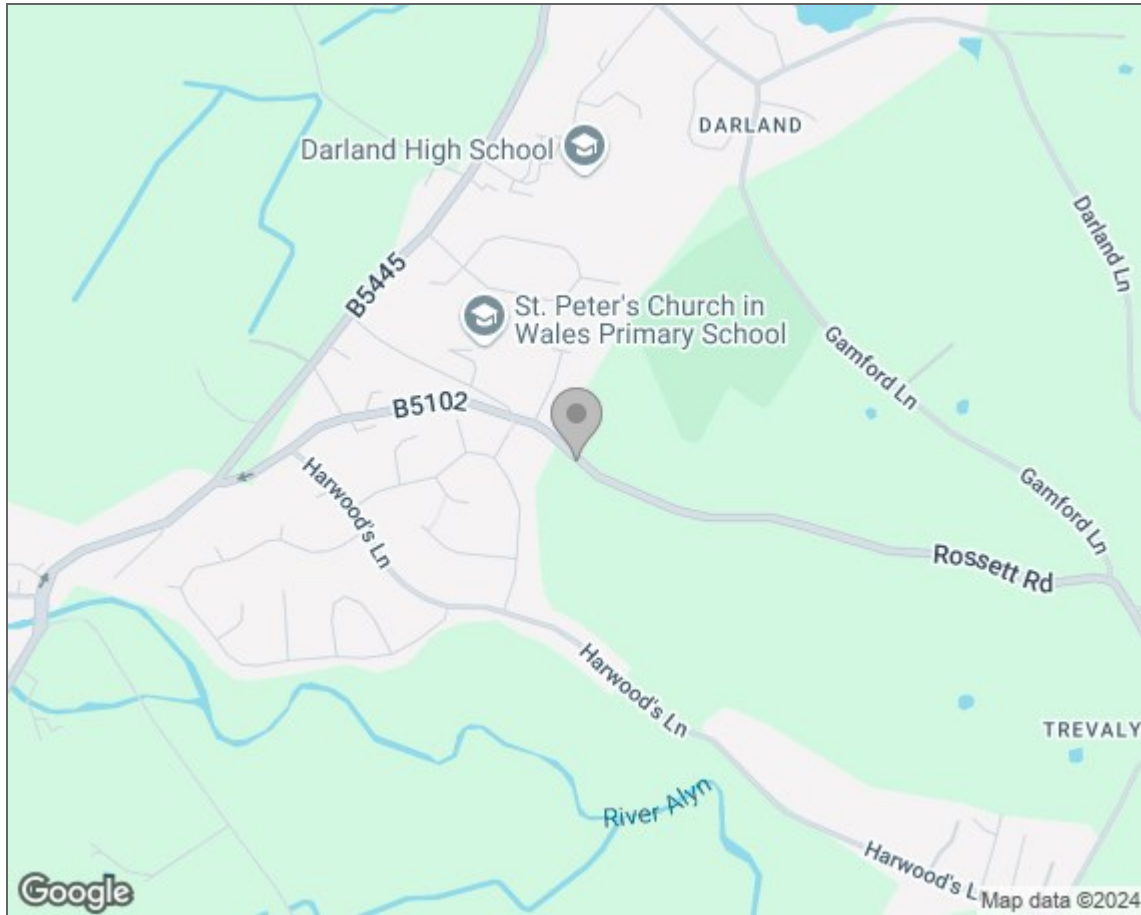 DARLAND
Darland High School
Darland Ln
B5445
St. Peter's Church in
Wales Primary School
Gamford Ln
B5102
Harwood's Ln
Gamford Ln
Rossett Rd
Harwood's Ln
TREVALY
River Alyn
Harwood's L
Google
Map data ©2024